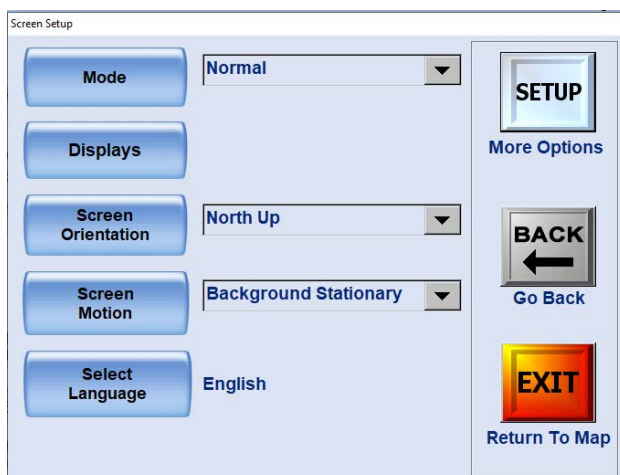 Screen Setup
Mode
Normal
SETUP
More Options
Displays
Screen
Orientation
North Up
BACK
Go Back
Screen
Motion
Background Stationary
Select
Language
English
EXIT
Return To Map